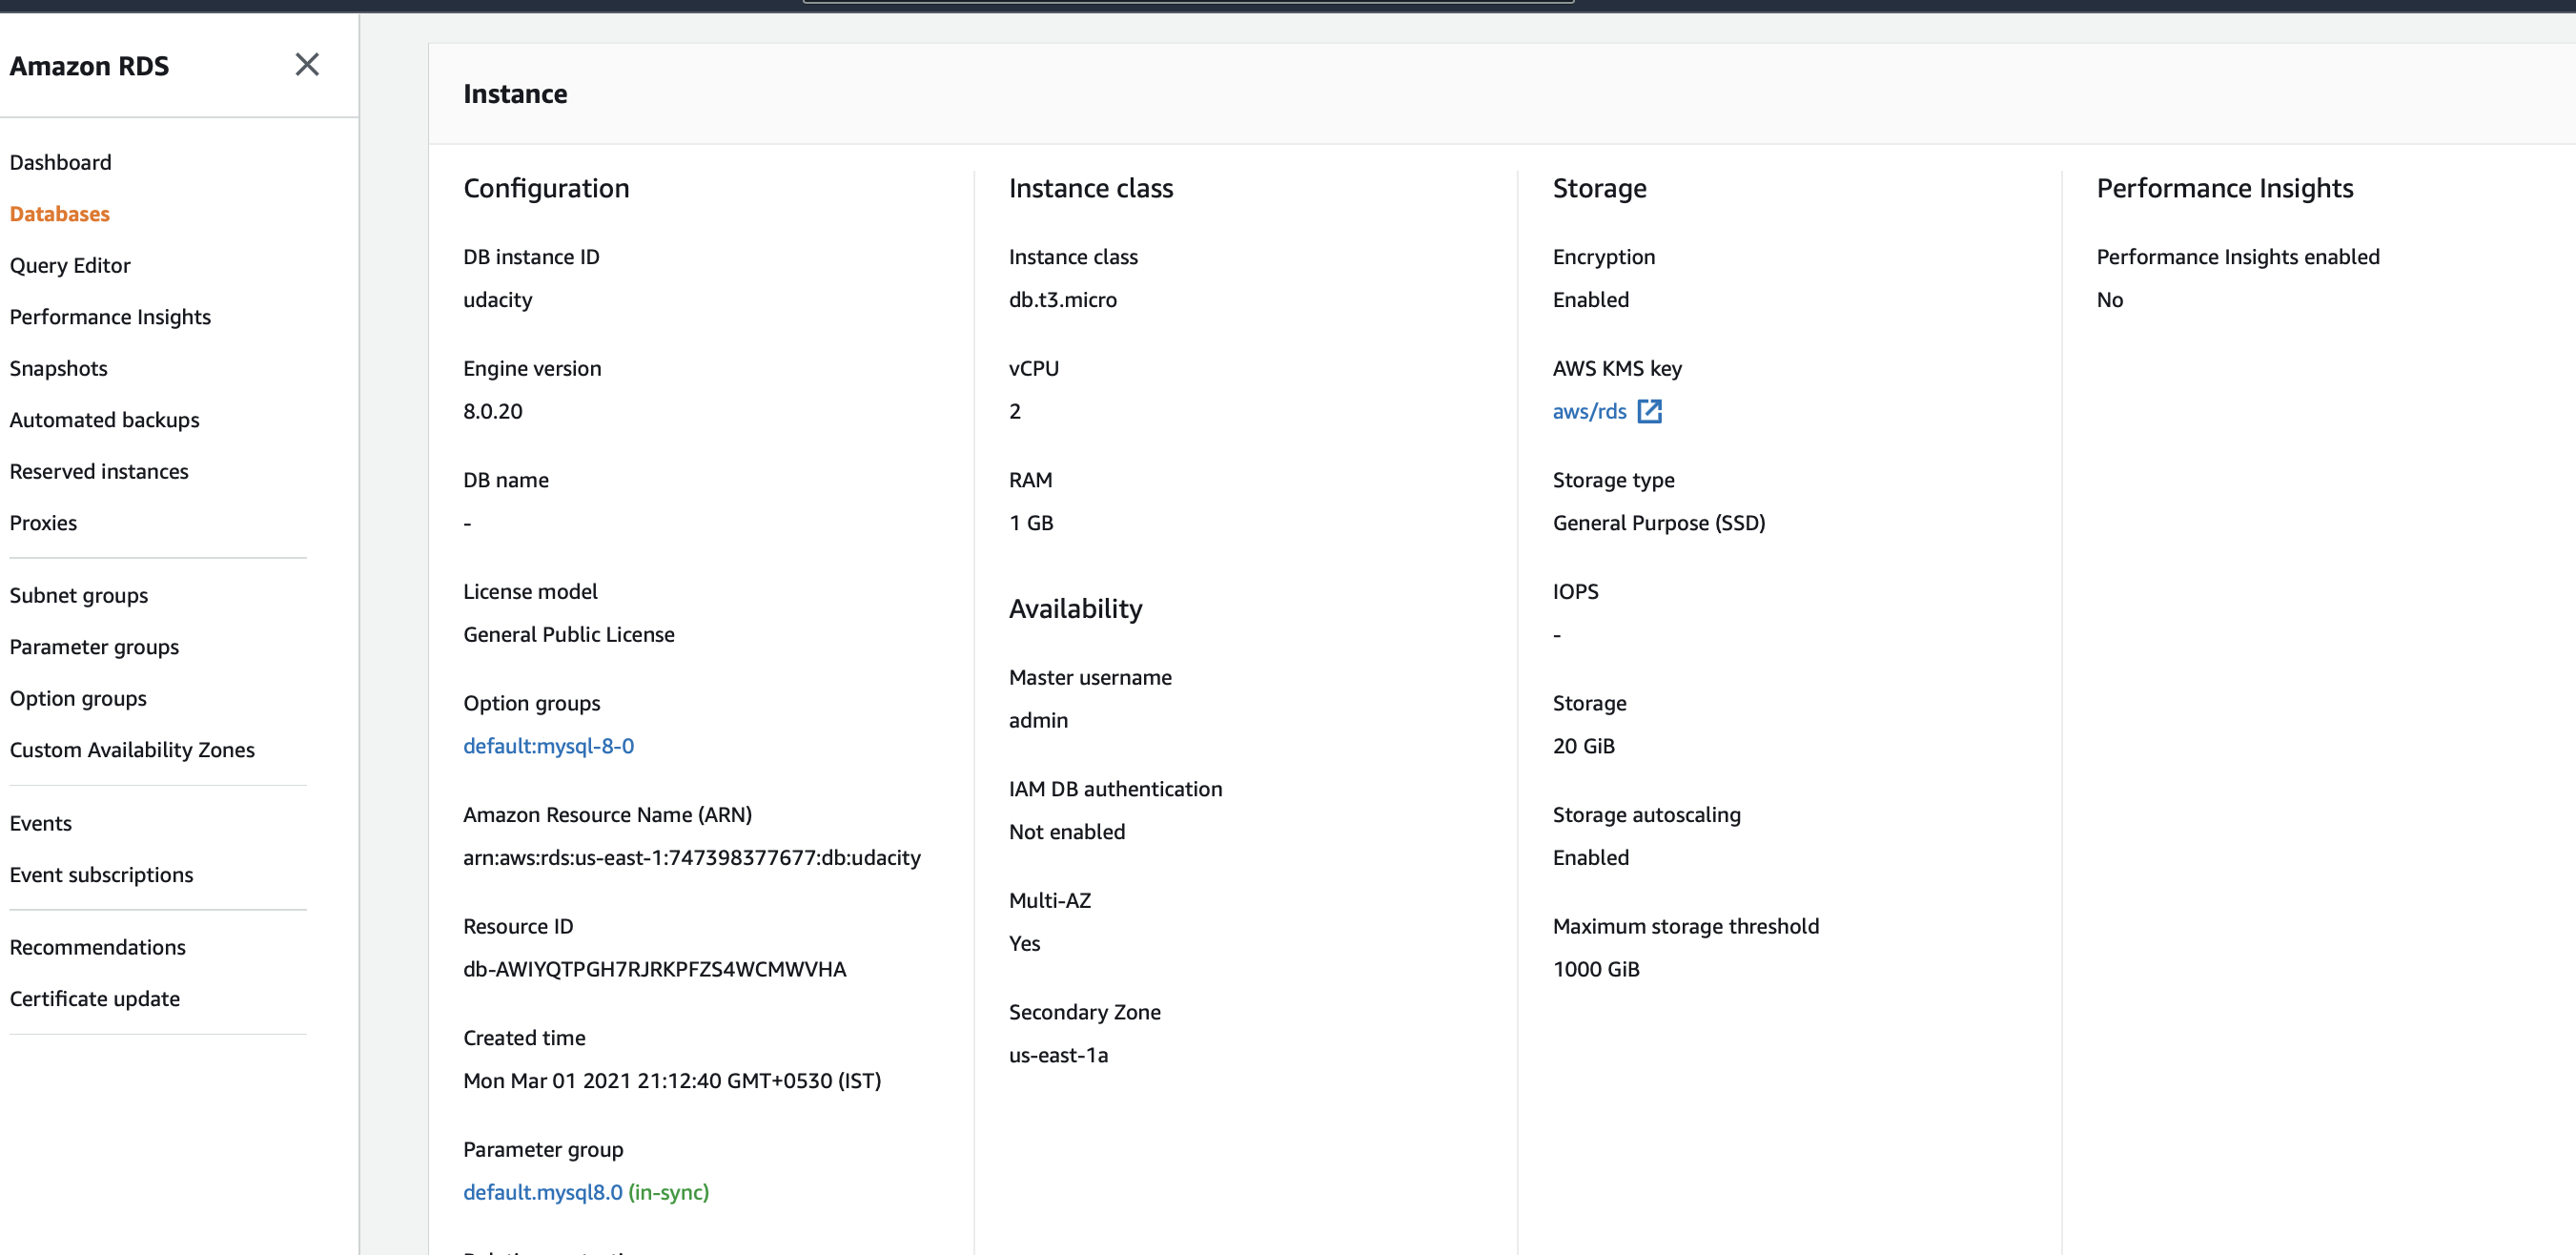 Amazon RDS
Dashboard
Databases
Query Editor
Performance Insights
Snapshots
Automated backups
Reserved instances
Proxies
Subnet groups
Parameter groups
Option groups
Custom Availability Zones
Events
Event subscriptions
Recommendations
Certificate update
Instance
Configuration
DB instance ID
udacity
Engine version
8.0.20
DB name
-
License model
General Public License
Option groups
default:mysql-8-0
Amazon Resource Name (ARN)
arn:aws:rds:us-east-1:747398377677:db:udacity
Resource ID
db-AWIYQTPGH7RJRKPFZS4WCMWVHA
Created time
Mon Mar 01 2021 21:12:40 GMT+0530 (IST)
Parameter group
default.mysql8.0 (in-sync)
Instance class
Instance class
db.t3.micro
vCPU
2
RAM
1 GB
Availability
Master username
admin
IAM DB authentication
Not enabled
Multi-AZ
Yes
Secondary Zone
us-east-1a
Storage
Encryption
Enabled
AWS KMS key
aws/rds
Storage type
General Purpose (SSD)
IOPS
-
Storage
20 GiB
Storage autoscaling
Enabled
Maximum storage threshold
1000 GiB
Performance Insights
Performance Insights enabled
No